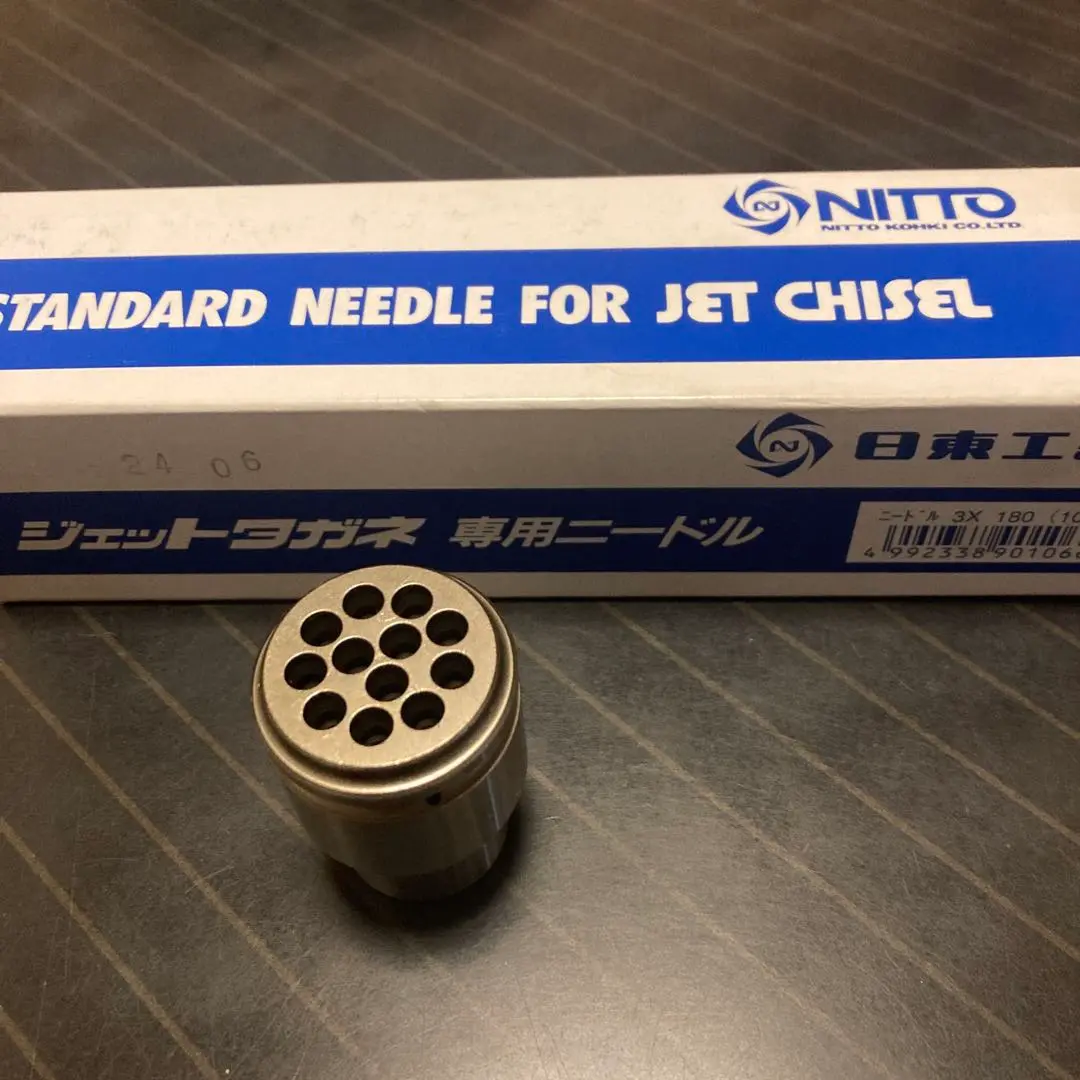 NITTO
NITTO KOHKI CO.,LTD.
STANDARD NEEDLE FOR JET CHISEL
日東工
24 06
ジェットタガネ 専用ニードル
ニードル 3X 180 (10
4 992338 90106